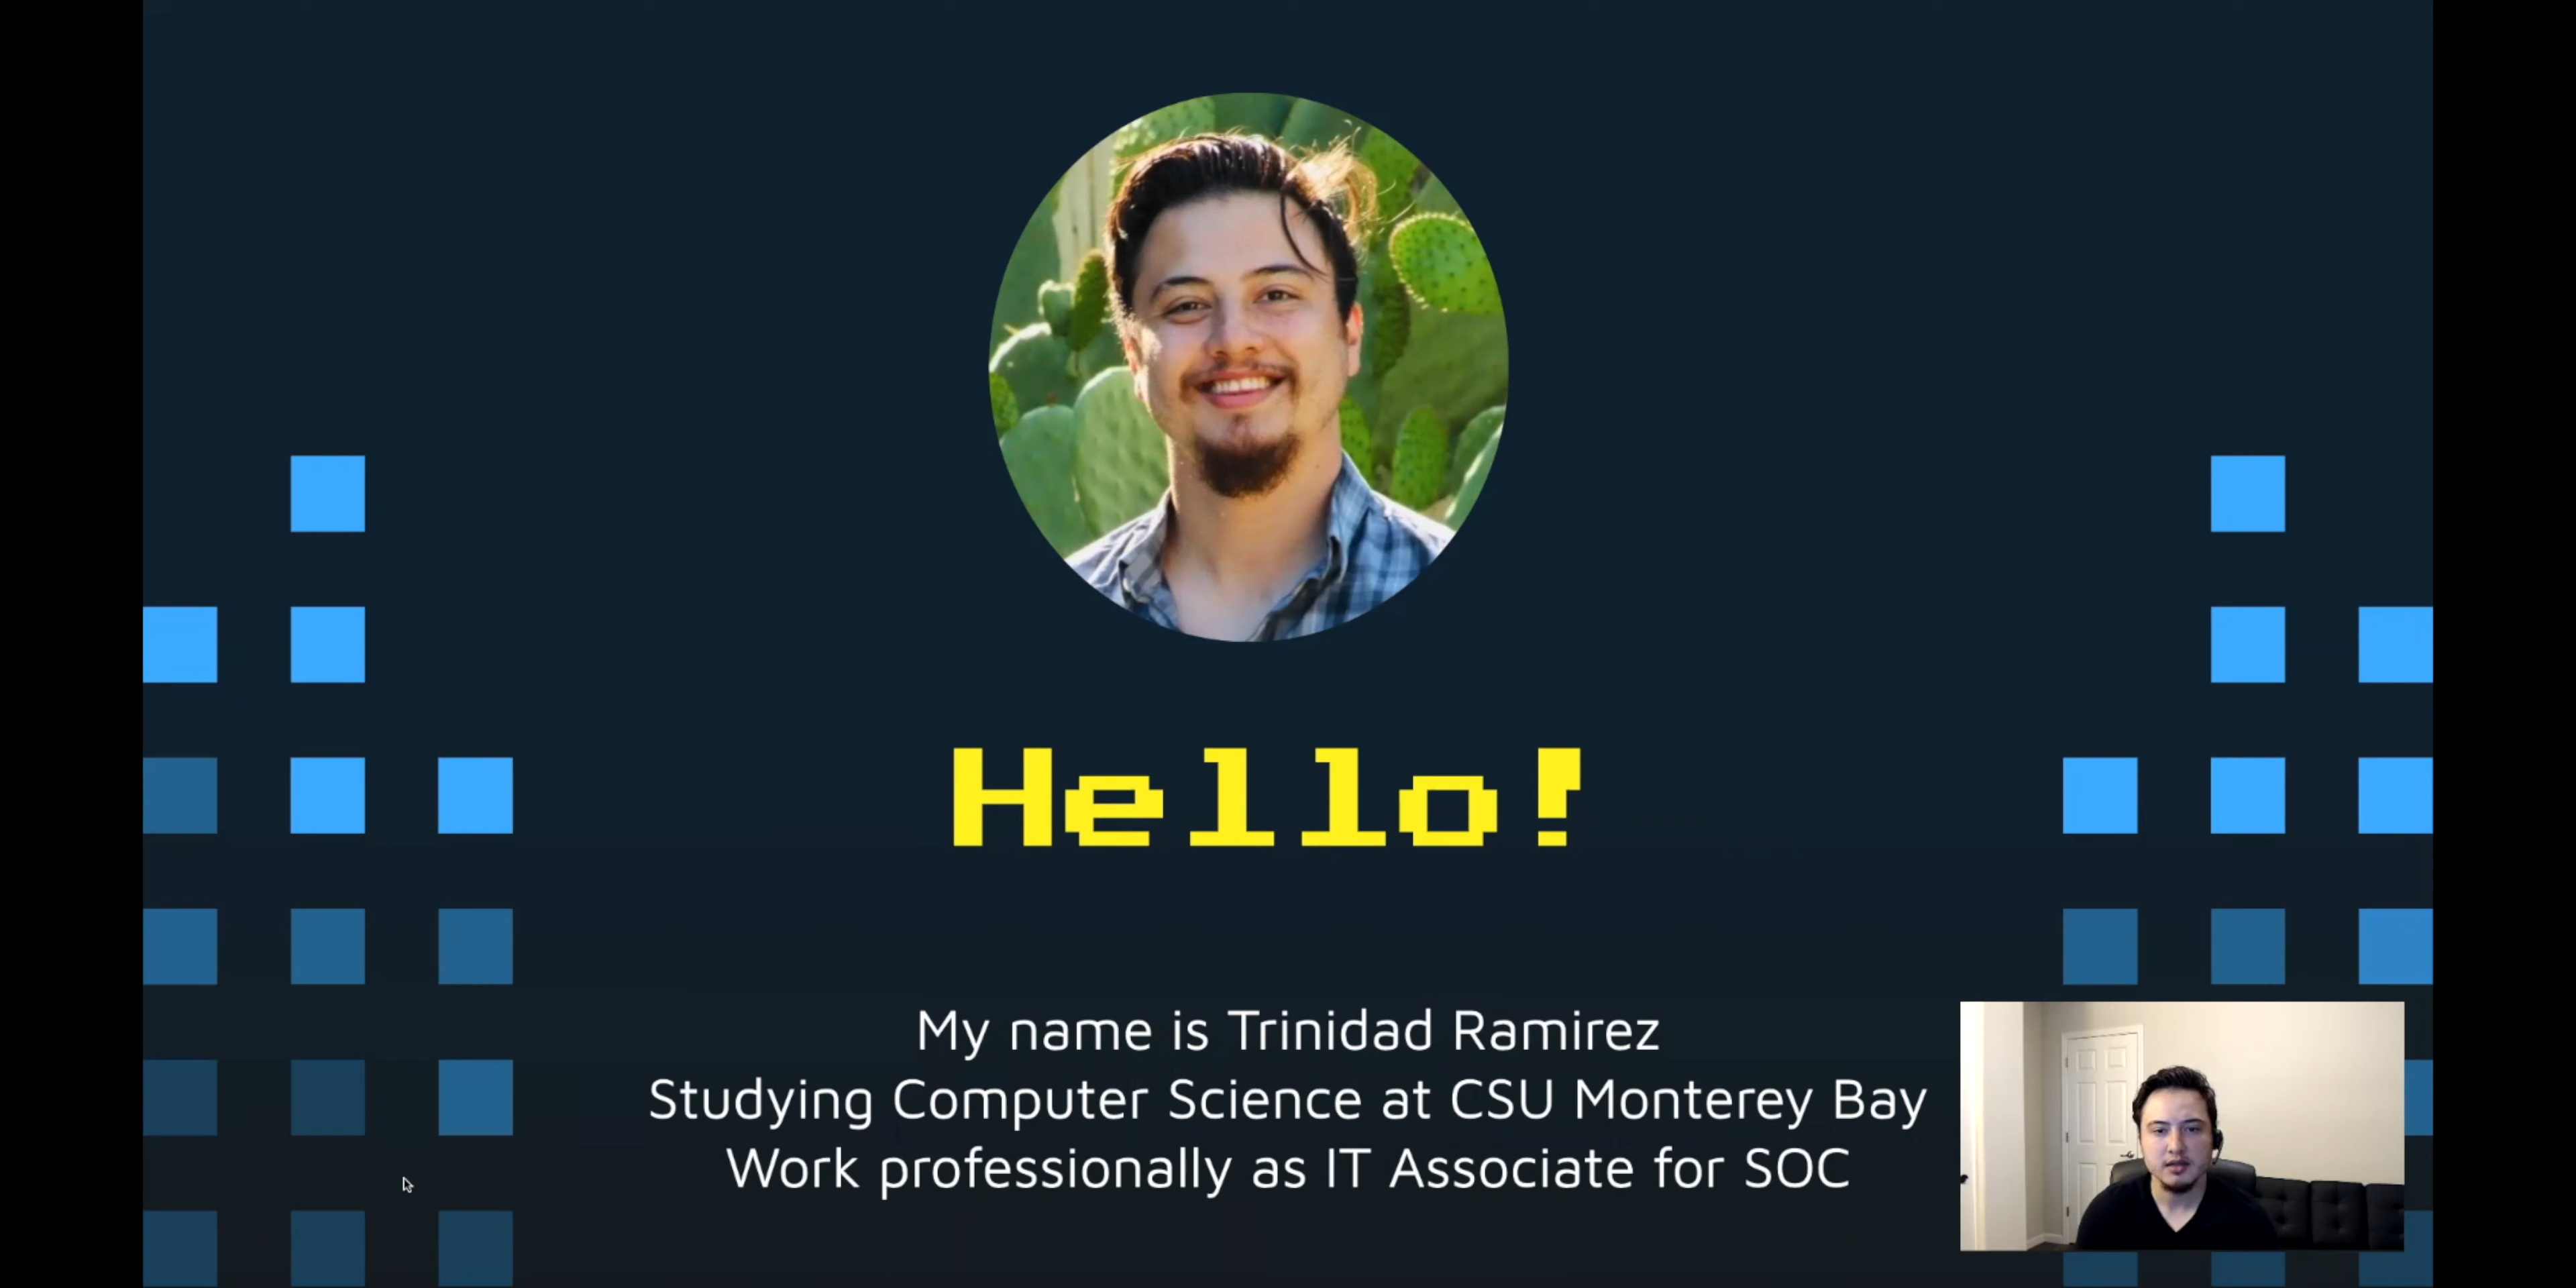 Hello!
My name is Trinidad Ramirez
Studying Computer Science at CSU Monterey Bay
Work professionally as IT Associate for SOC